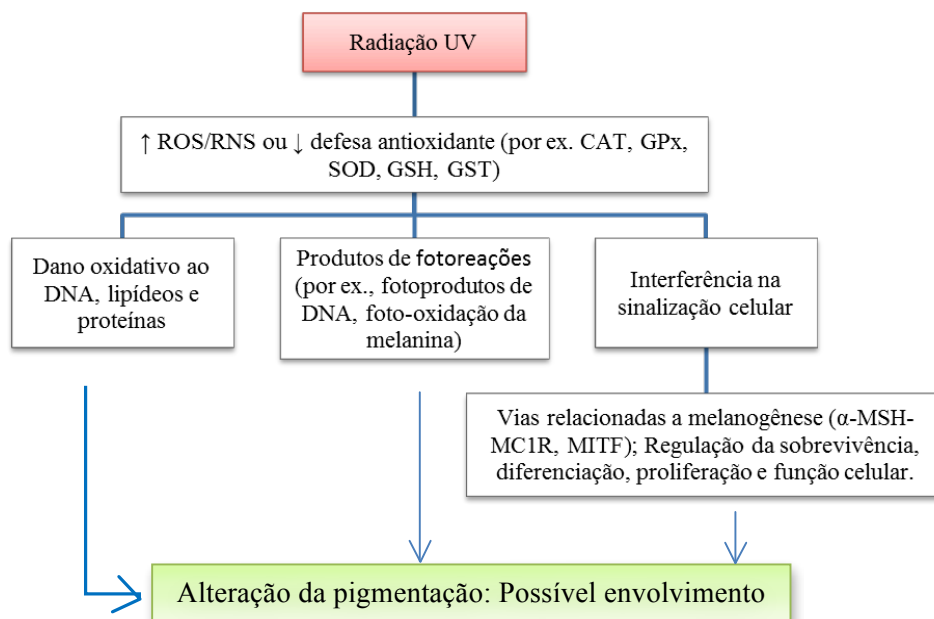 Radiação UV
↑ ROS/RNS ou ↓ defesa antioxidante (por ex. CAT, GPx,
SOD, GSH, GST)
Dano oxidativo ao
DNA, lipídeos e
proteínas
Produtos de fotoreações
(por ex., fotoprodutos de
DNA, foto-oxidação da
melanina)
Interferência na
sinalização celular
Vias relacionadas a melanogênese (α-MSH-
MC1R, MITF); Regulação da sobrevivência,
diferenciação, proliferação e função celular.
Alteração da pigmentação: Possível envolvimento